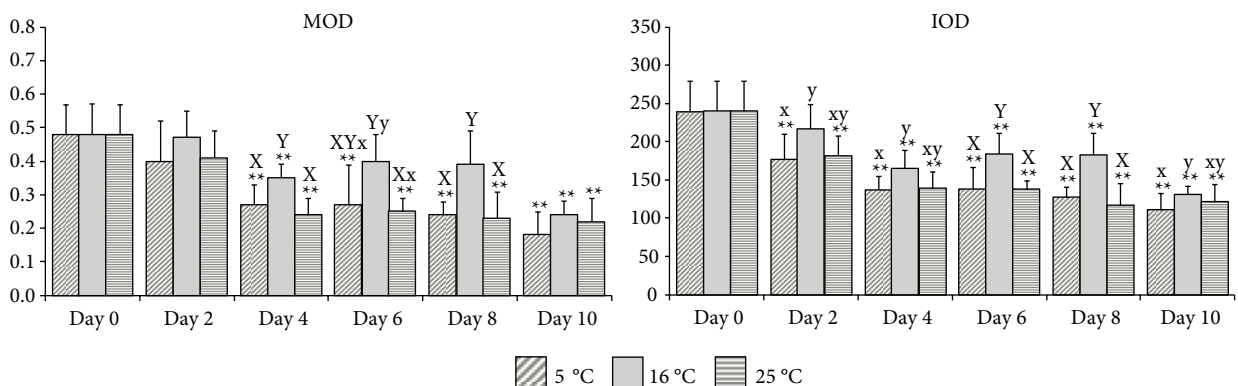 MOD
0.8
0.7
0.6
0.5
0.4
0.3
0.2
0.1
0.0
X
**
Y
**
X
**
XYx
**
Yy
Xx
**
X
**
Y
X
**
**
**
**
Day 0 Day 2 Day 4 Day 6 Day 8 Day 10
IOD
350
300
250
200
150
100
50
0
x
**
y
xy
**
x
**
y
**
xy
**
X
**
Y
**
X
**
X
**
Y
**
X
**
x
**
y
**
xy
**
Day 0 Day 2 Day 4 Day 6 Day 8 Day 10
5 °C 16 °C 25 °C